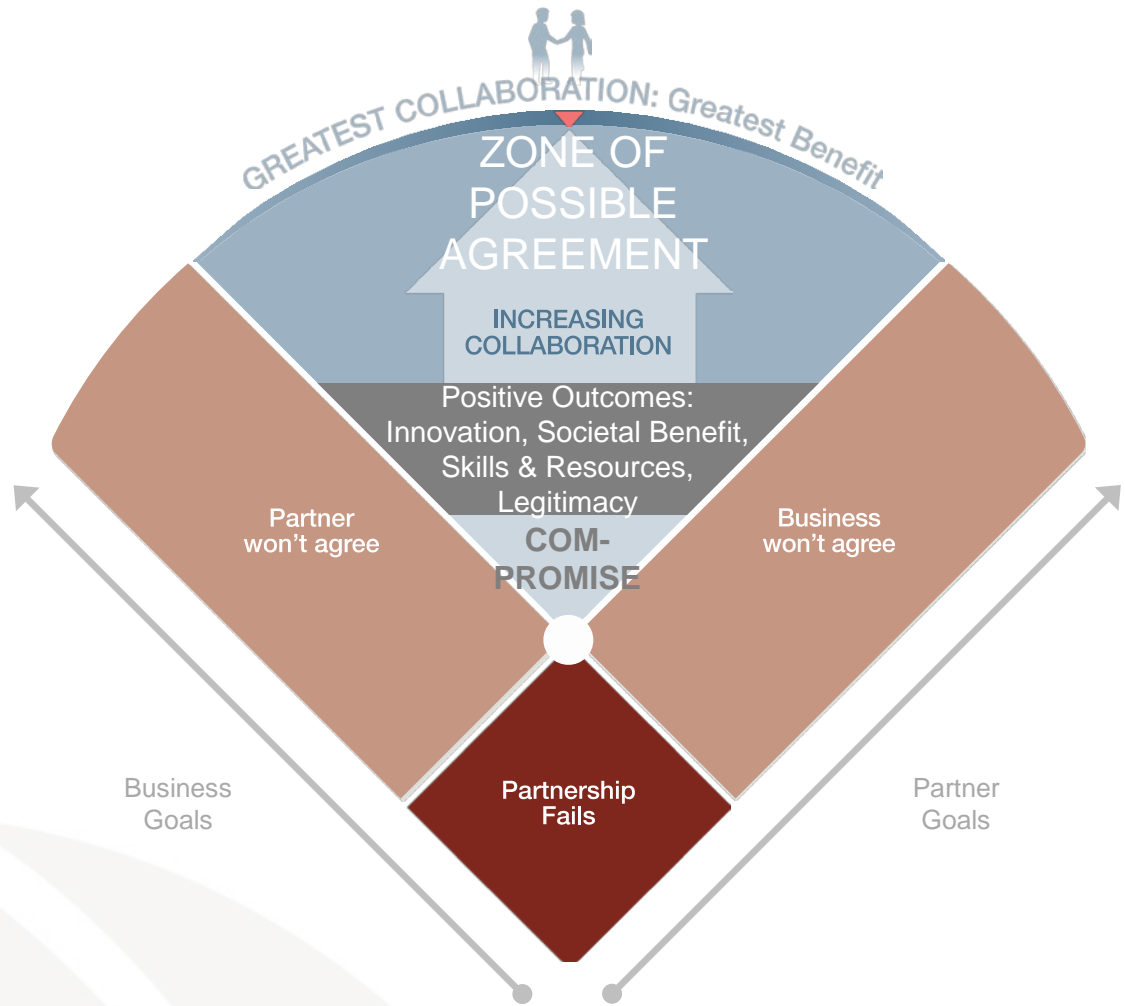 GREATEST COLLABORATION: Greatest Benefit
ZONE OF
POSSIBLE
AGREEMENT
INCREASING
COLLABORATION
Positive Outcomes:
Innovation, Societal Benefit,
Skills & Resources,
Legitimacy
COM-
PROMISE
Partner
won’t agree
Business
won’t agree
Partnership
Fails
Business
Goals
Partner
Goals